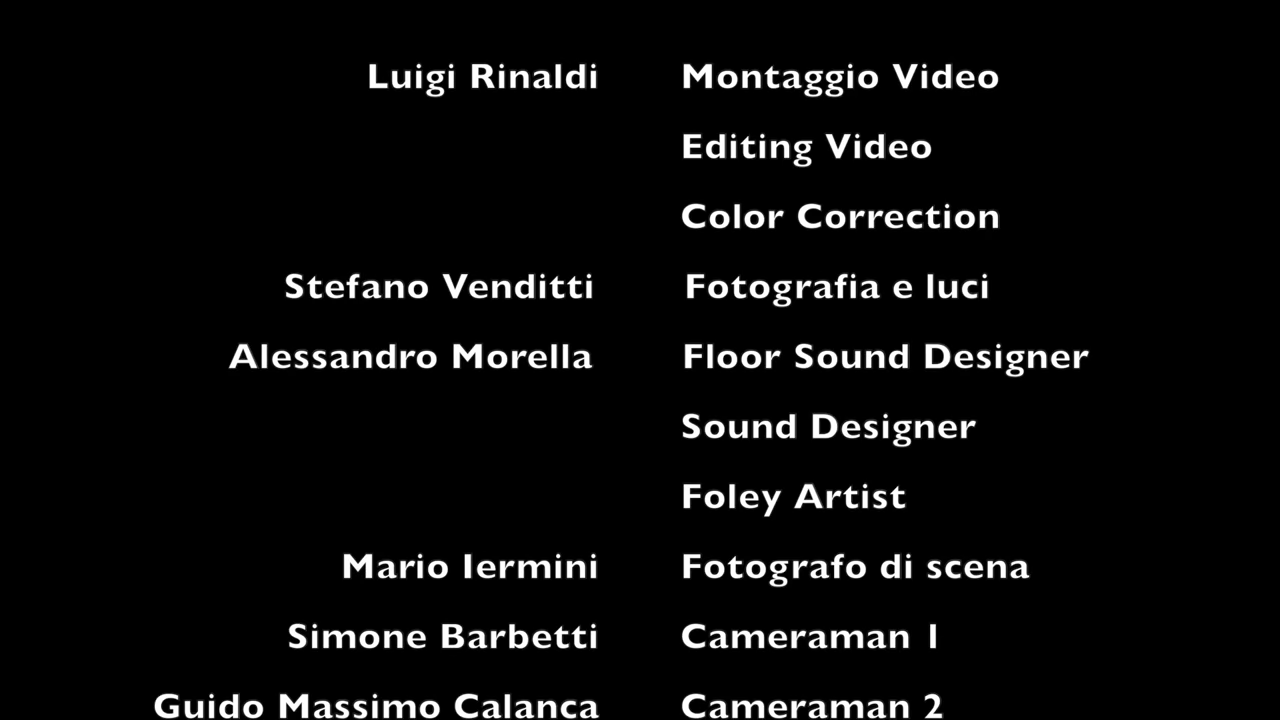 Luigi Rinaldi Montaggio Video
Editing Video
Color Correction
Stefano Venditti Fotografia e luci
Alessandro Morella Floor Sound Designer
Sound Designer
Foley Artist
Mario Iermini Fotografo di scena
Simone Barbetti Cameraman 1
Guido Massimo Calanca Cameraman 2